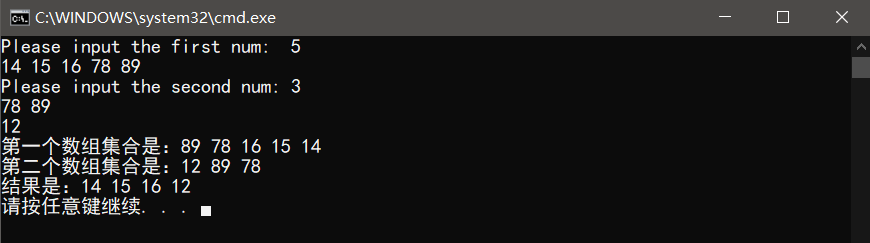 C:\WINDOWS\system32\cmd.exe
Please input the first num:  5
14 15 16 78 89
Please input the second num: 3
78 89
12
第一个数组集合是：89 78 16 15 14
第二个数组集合是：12 89 78
结果是：14 15 16 12
请按任意键继续. . .